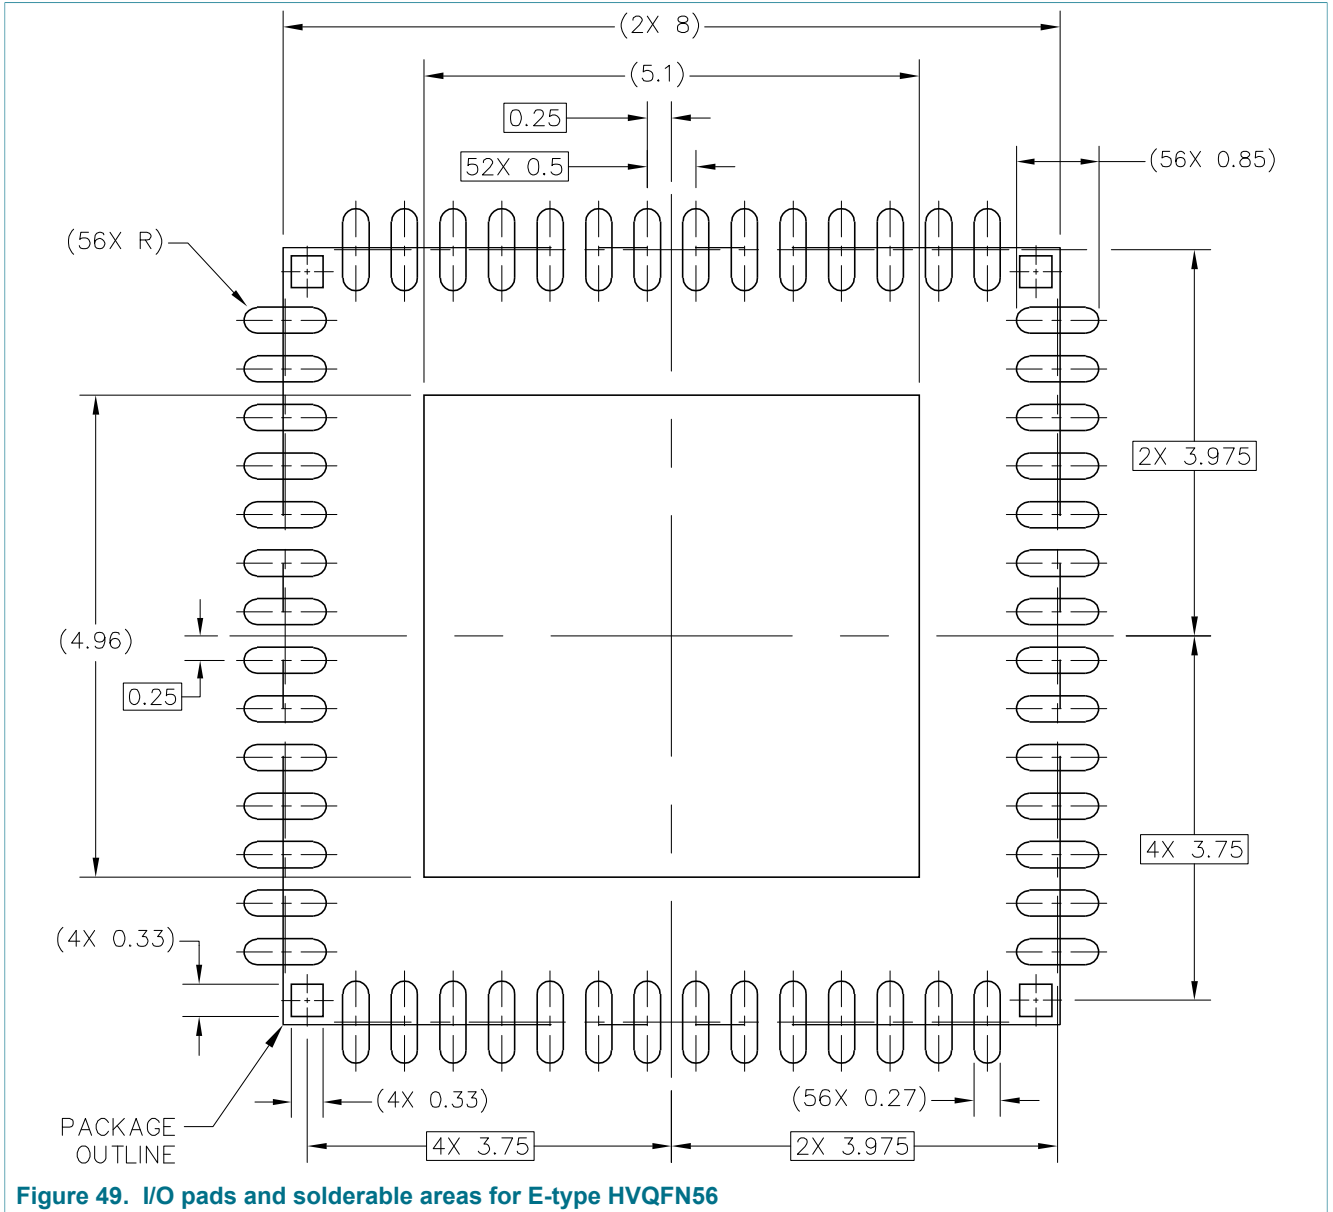 (2X 8)
(5.1)
0.25
52X 0.5
(56X 0.85)
(56X R)
2X 3.975
(4.96)
0.25
4X 3.75
(4X 0.33)
(4X 0.33)
(56X 0.27)
PACKAGE
OUTLINE
4X 3.75
2X 3.975
Figure 49. I/O pads and solderable areas for E-type HVQFN56